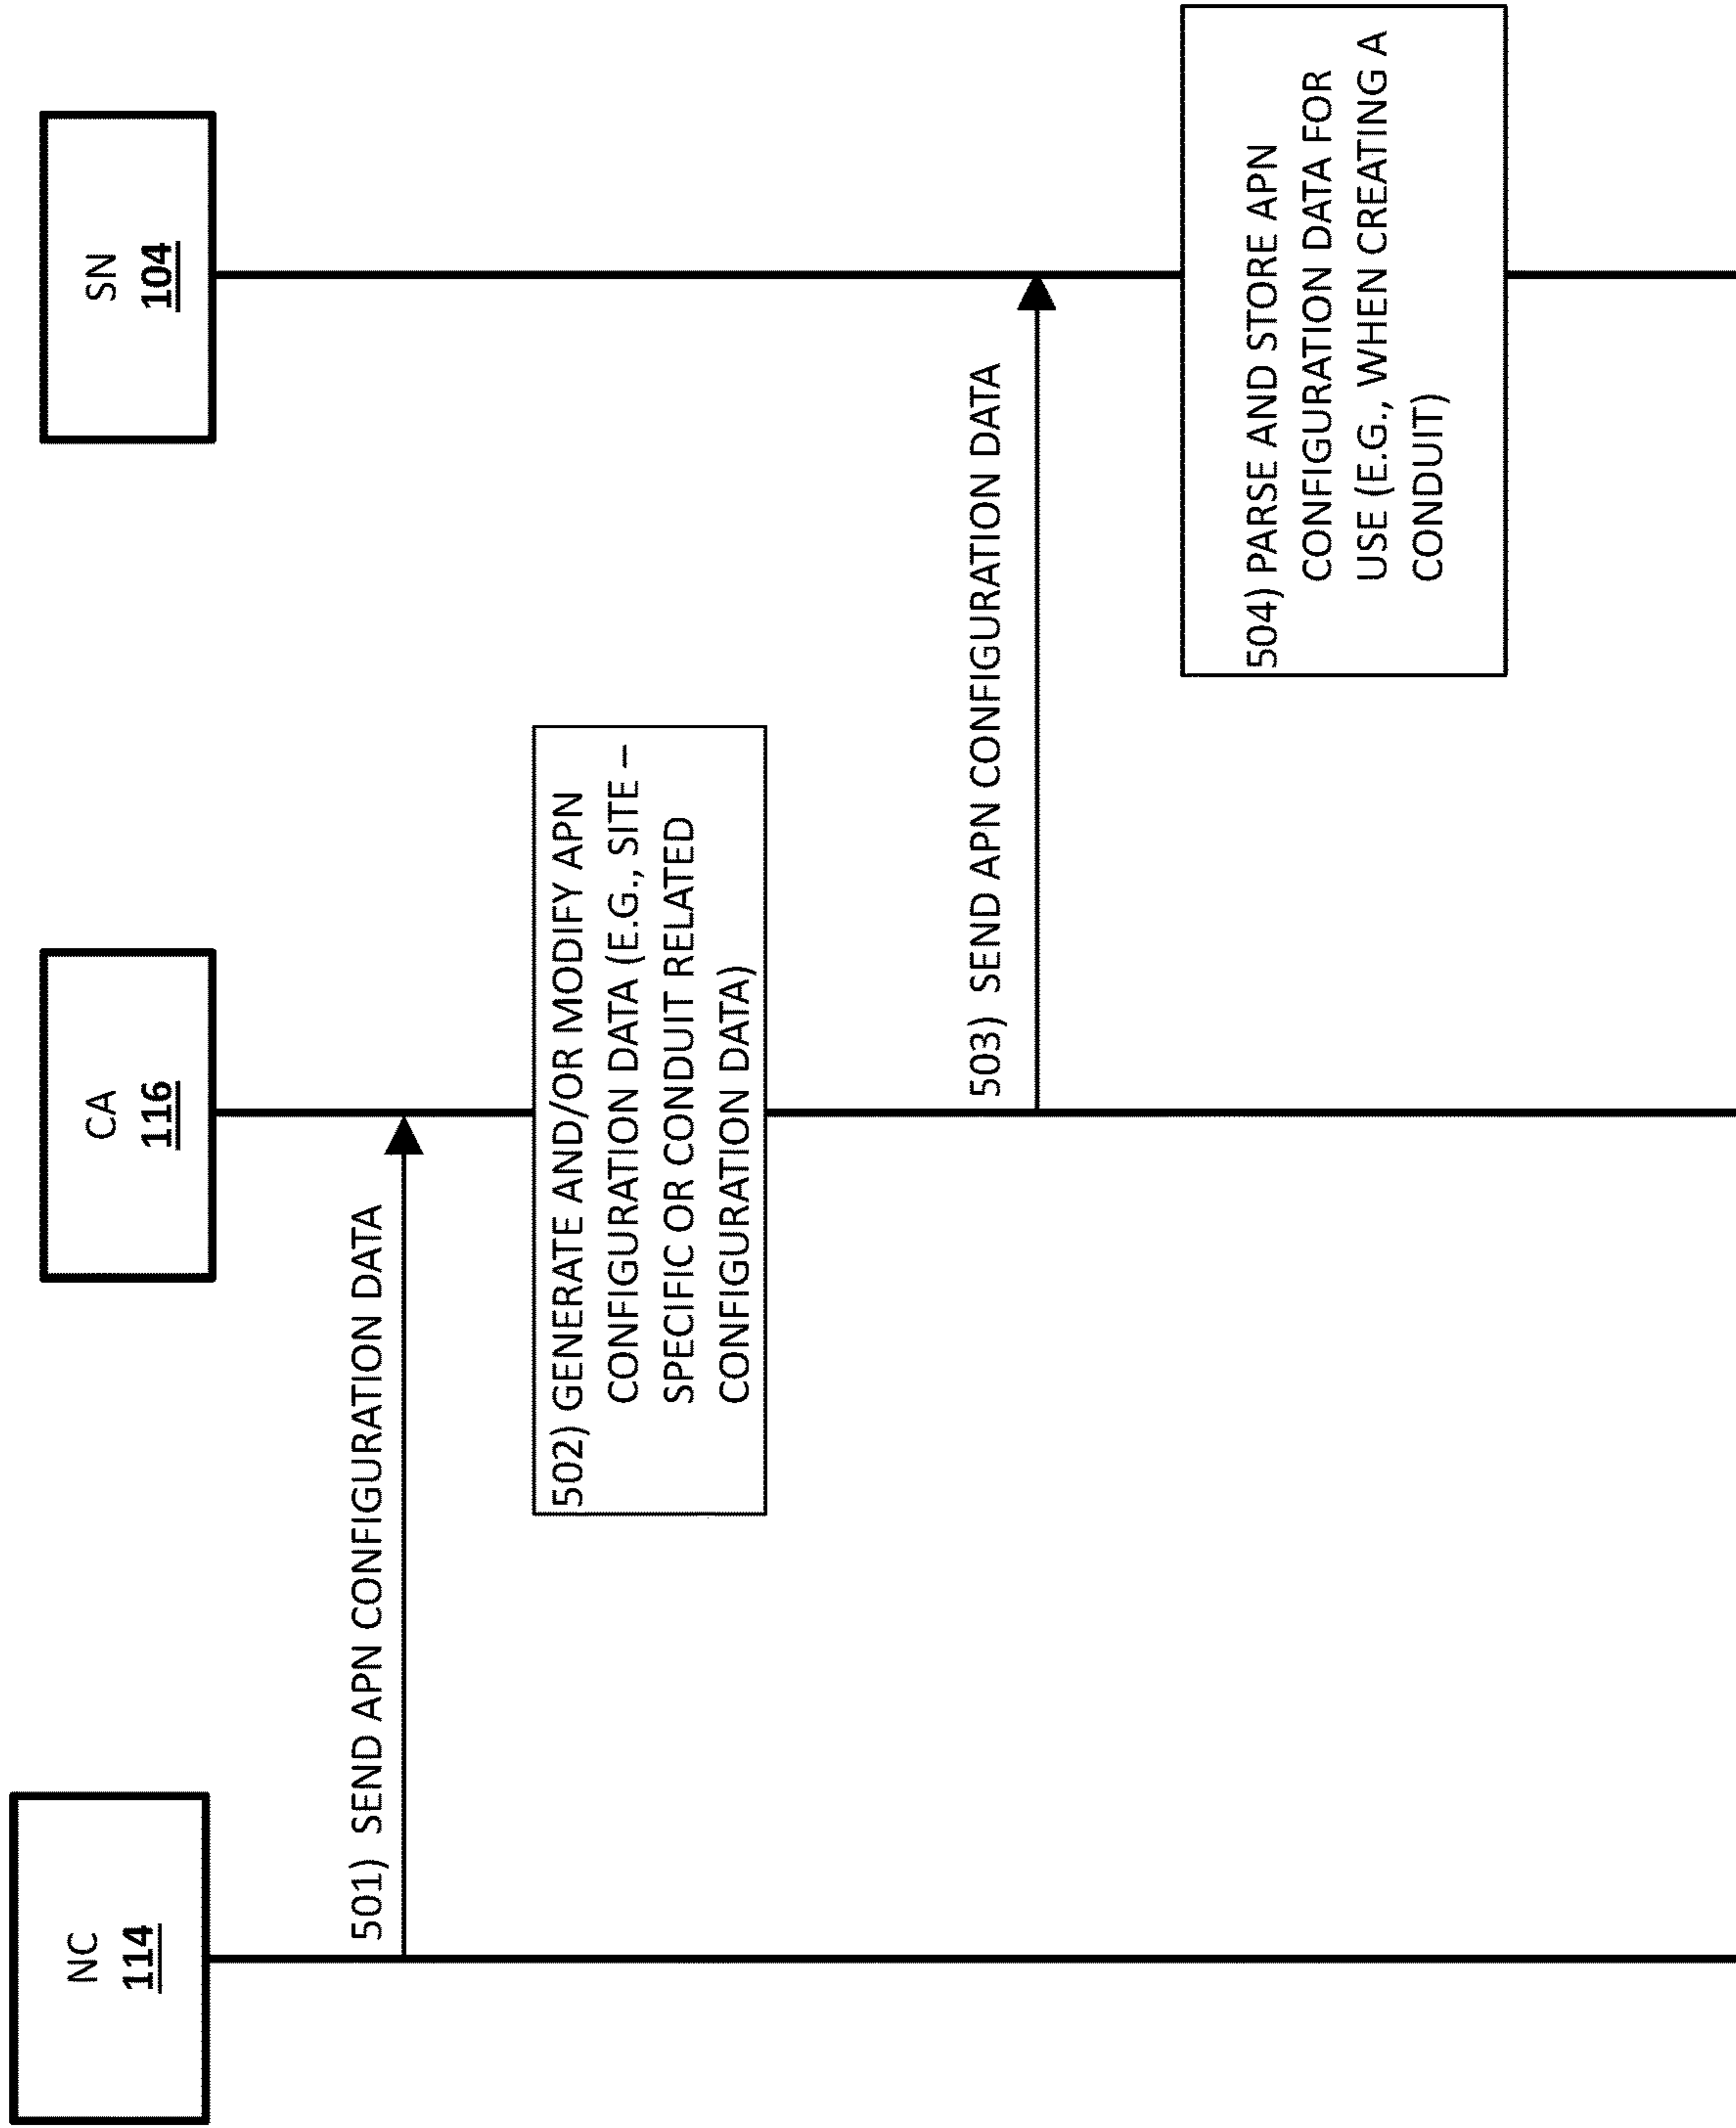 NC
114
CA
116
SN
104
501) SEND APN CONFIGURATION DATA
502) GENERATE AND/OR MODIFY APN
CONFIGURATION DATA (E.G., SITE –
SPECIFIC OR CONDUIT RELATED
CONFIGURATION DATA)
503) SEND APN CONFIGURATION DATA
504) PARSE AND STORE APN
CONFIGURATION DATA FOR
USE (E.G., WHEN CREATING A
CONDUIT)